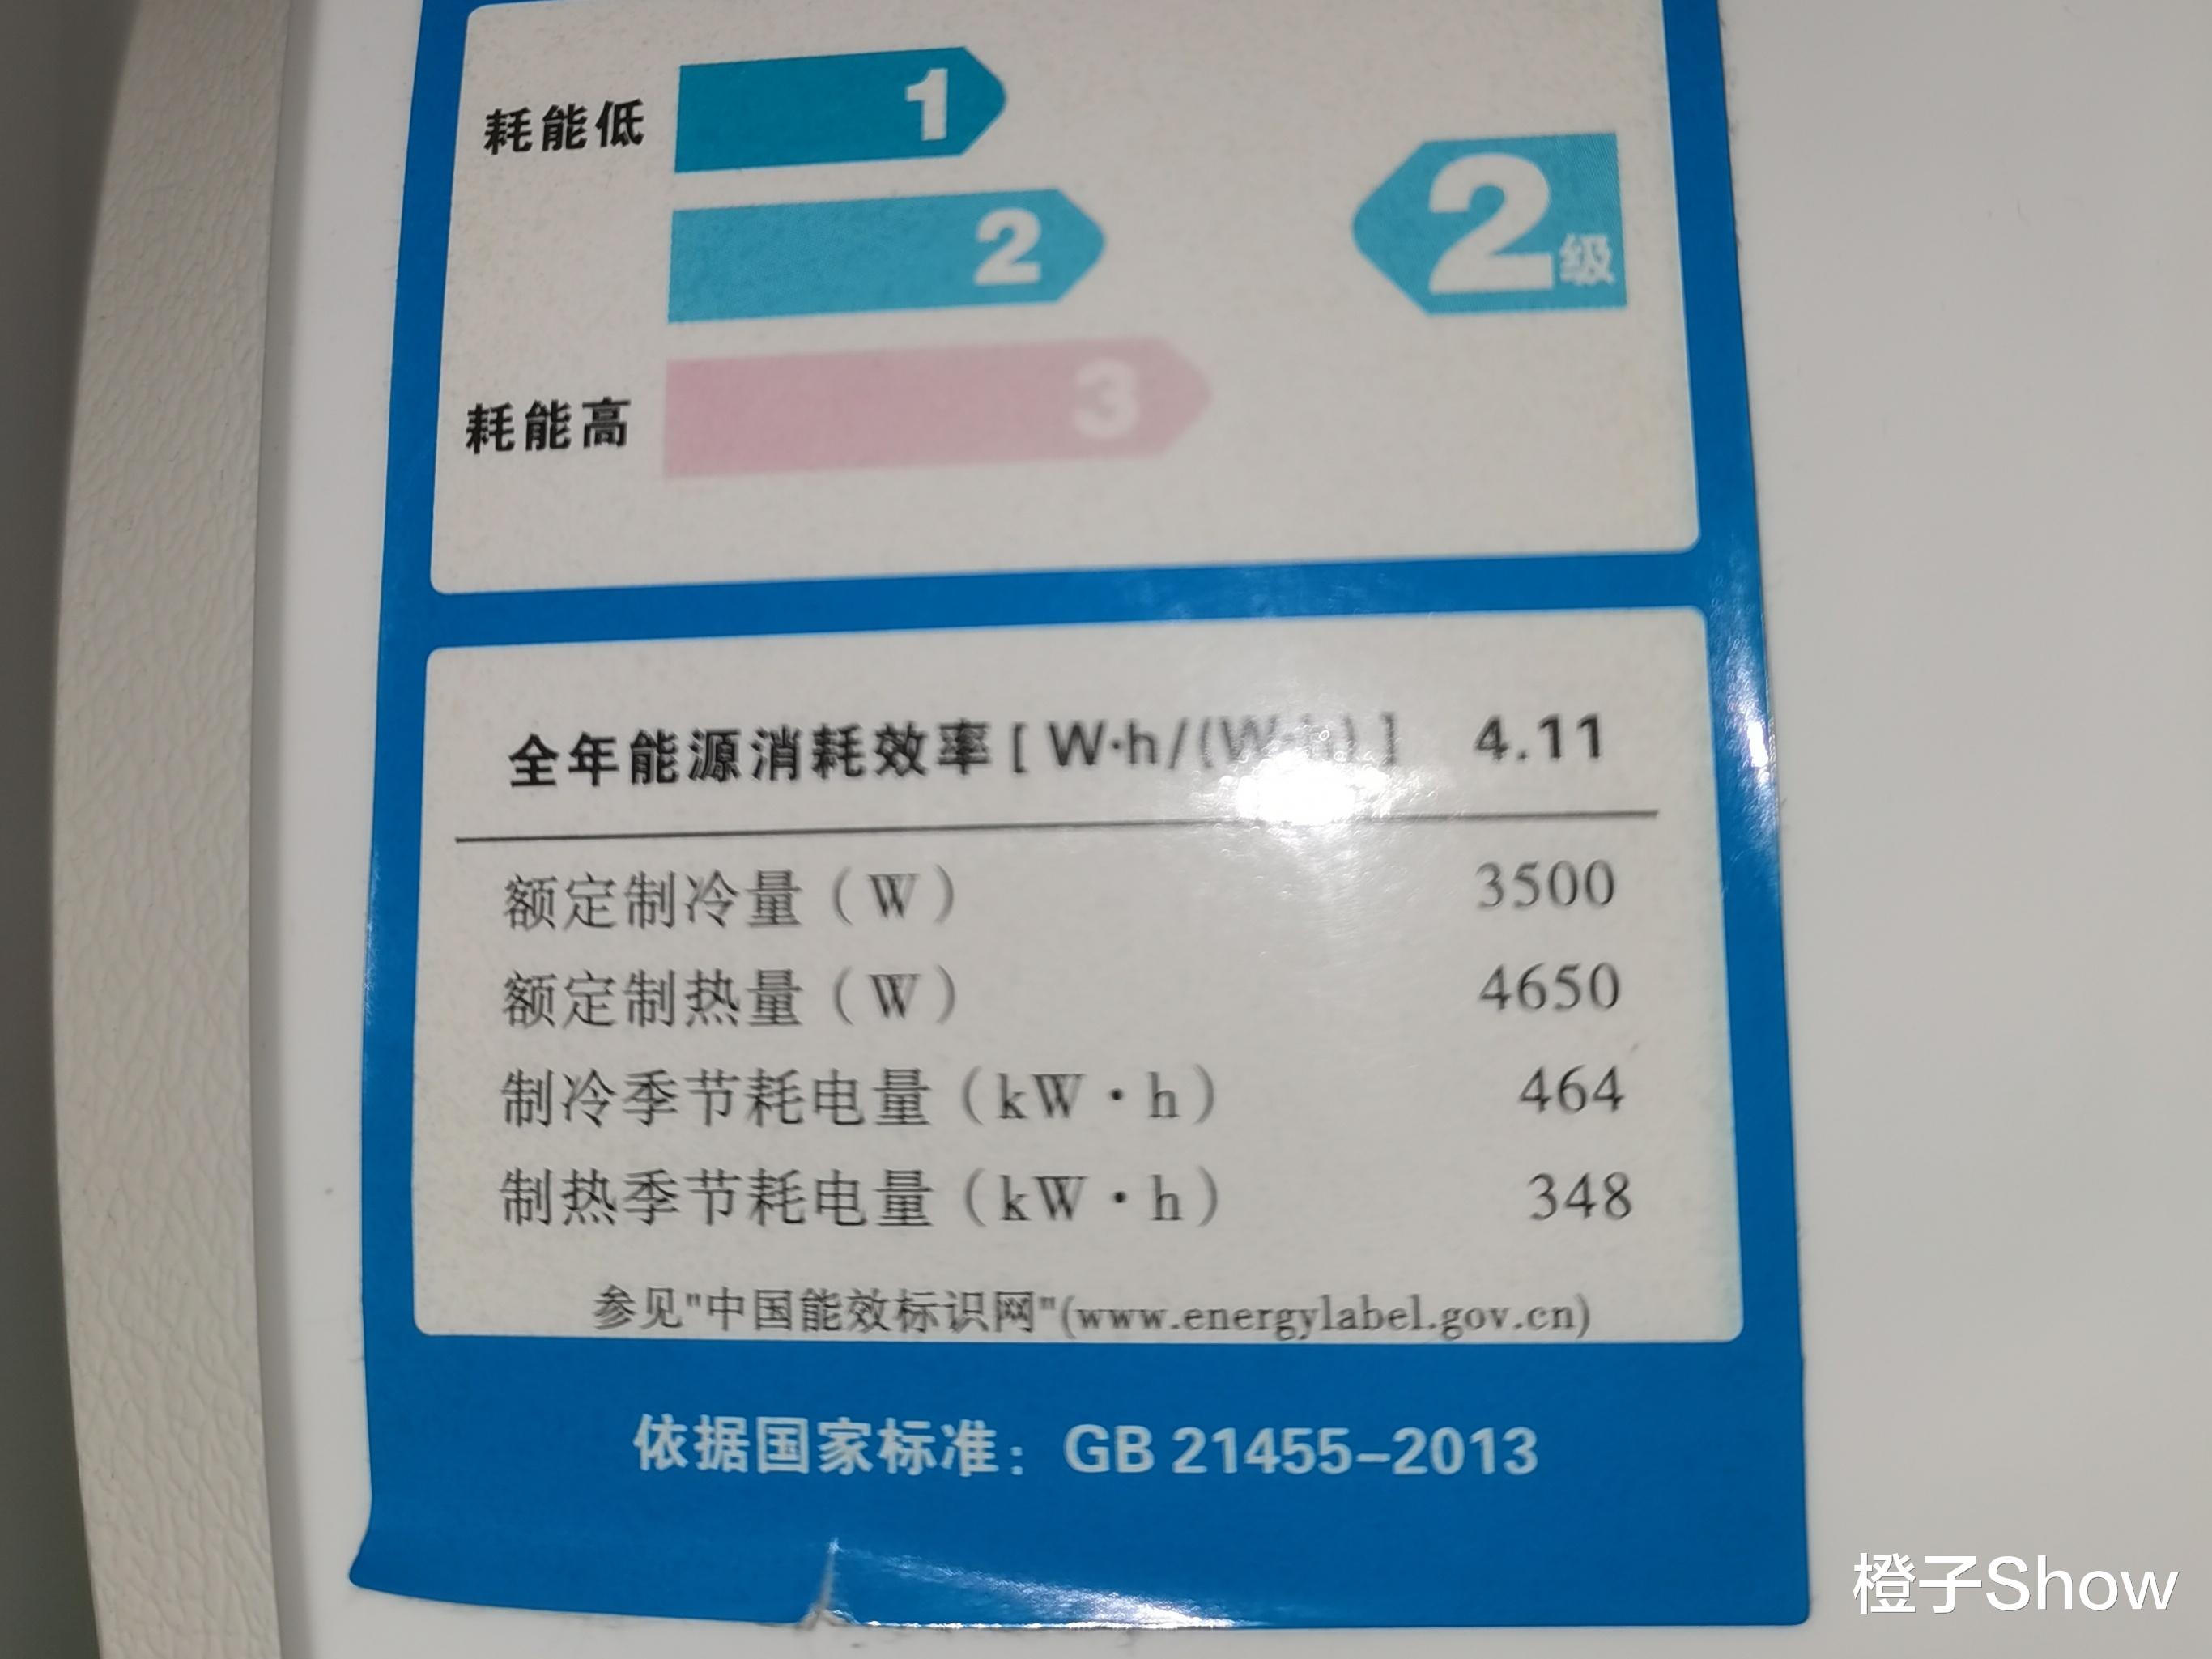 耗能低
1
2
2级
耗能高
3
全年能源消耗效率[W·h/(W·h)] 4.11
额定制冷量（W） 3500
额定制热量（W） 4650
制冷季节耗电量（kW·h） 464
制热季节耗电量（kW·h） 348
参见"中国能效标识网"(www.energylabel.gov.cn)
依据国家标准：GB 21455-2013
橙子Show